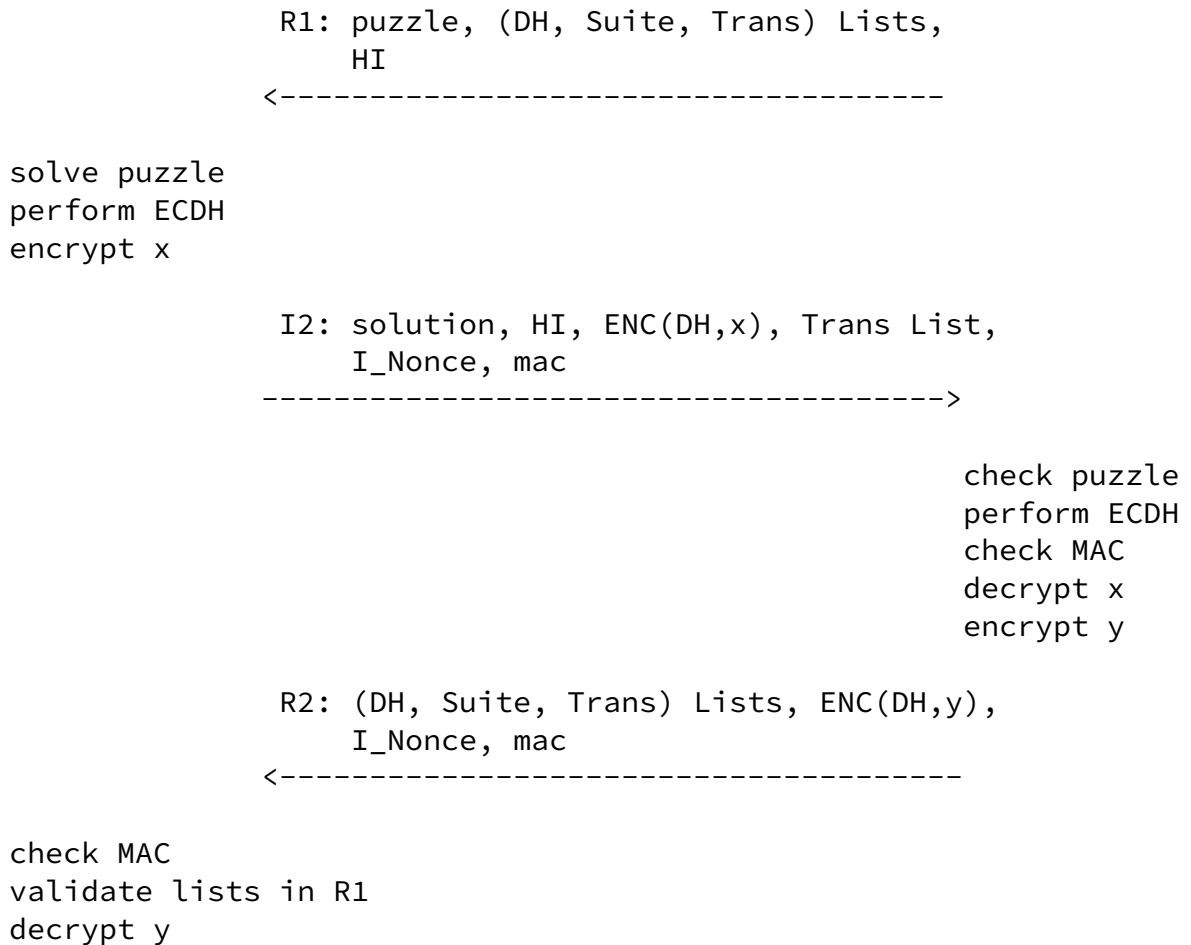 R1: puzzle, (DH, Suite, Trans) Lists,
HI
<-------------------------------------
solve puzzle
perform ECDH
encrypt x
I2: solution, HI, ENC(DH,x), Trans List,
I_Nonce, mac
-------------------------------------->
check puzzle
perform ECDH
check MAC
decrypt x
encrypt y
R2: (DH, Suite, Trans) Lists, ENC(DH,y),
I_Nonce, mac
<--------------------------------------
check MAC
validate lists in R1
decrypt y